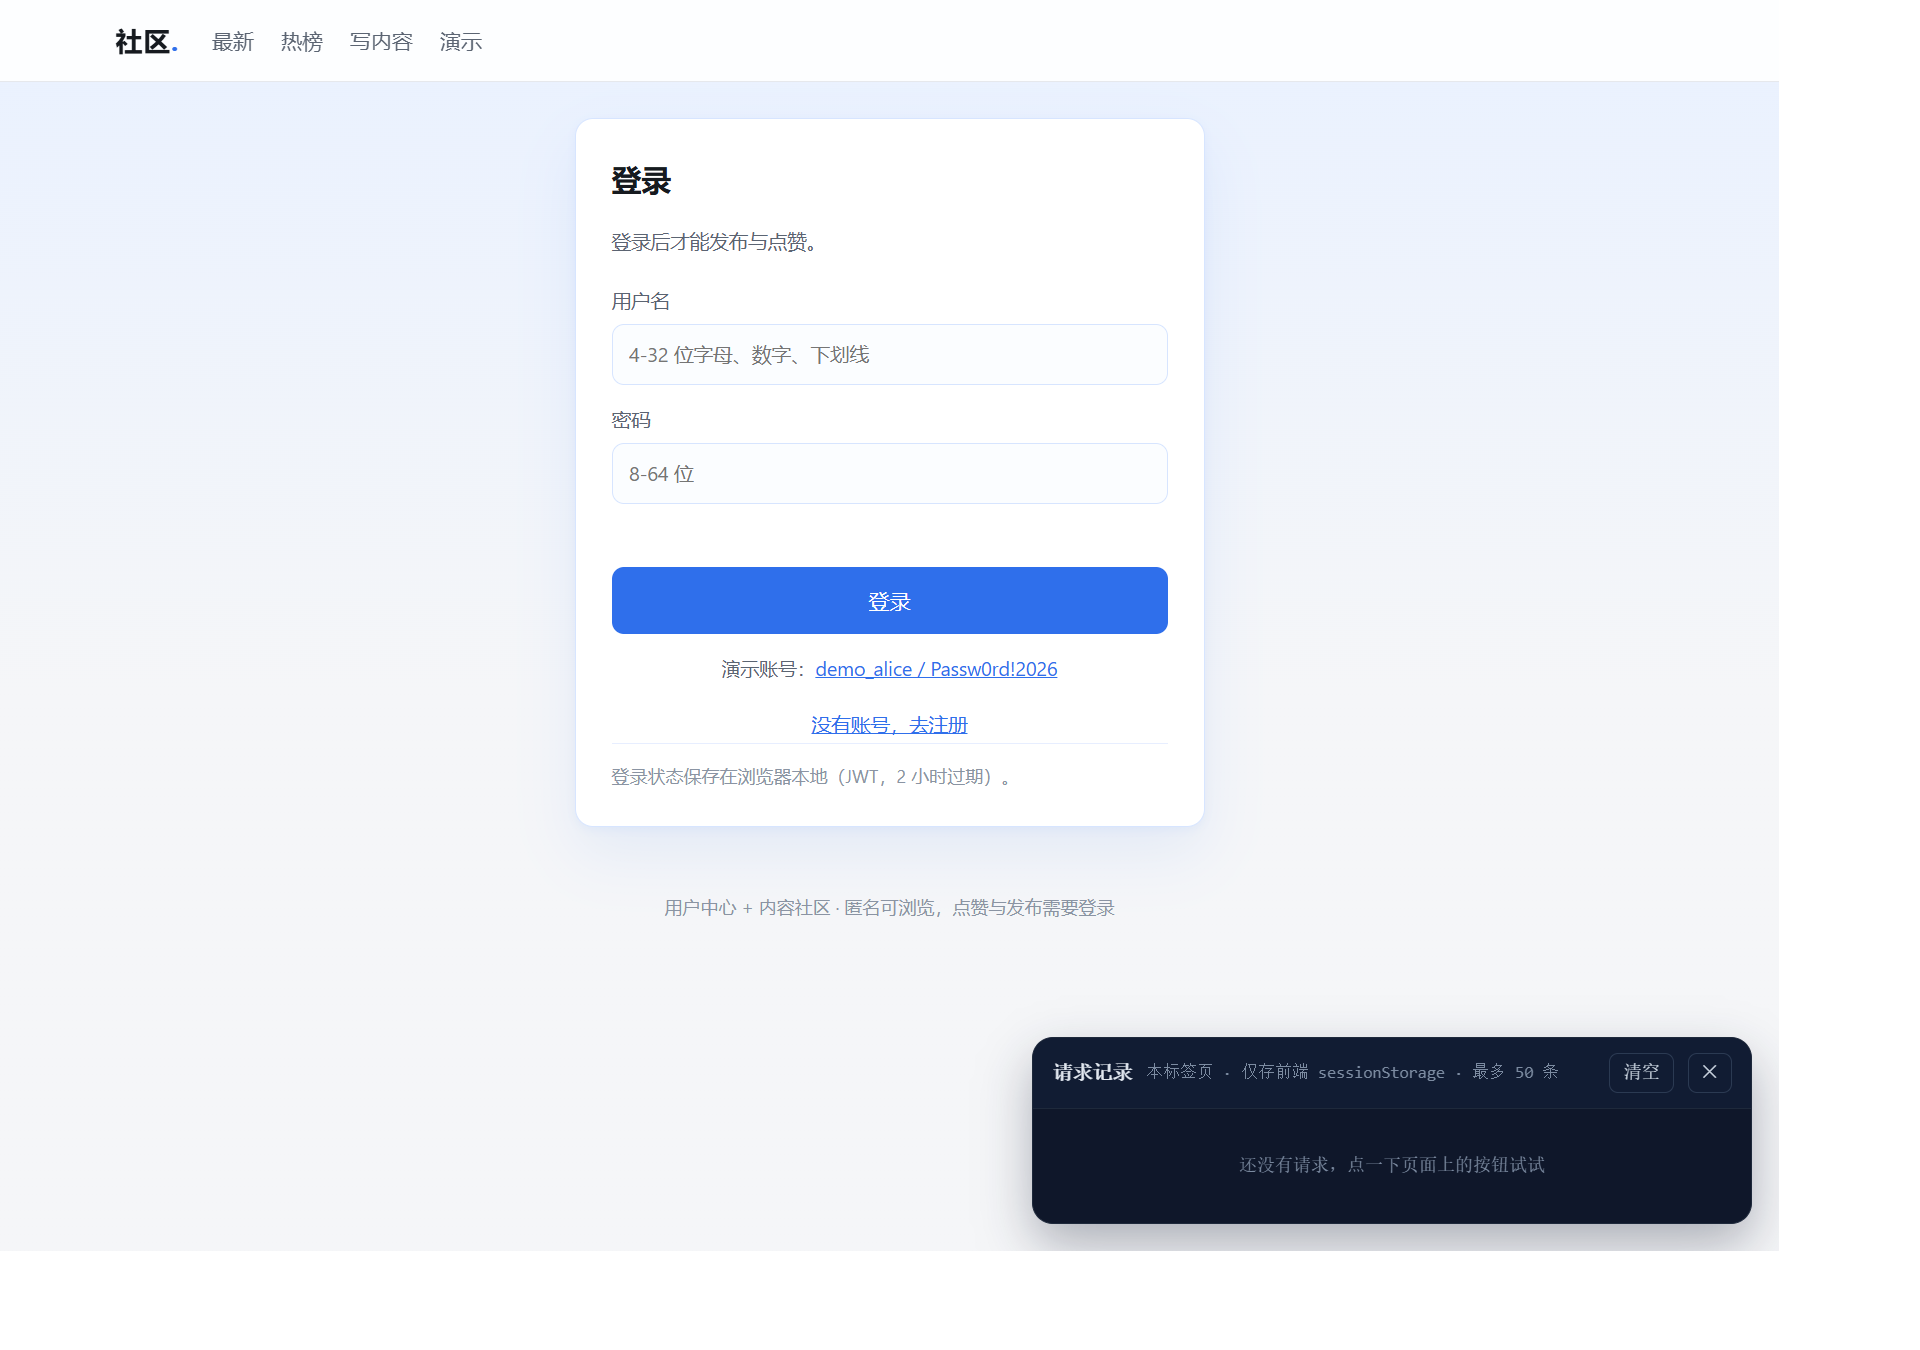 社区.
最新 热榜 写内容 演示
登录
登录后才能发布与点赞。
用户名
4-32 位字母、数字、下划线
密码
8-64 位
登录
演示账号：demo_alice / Passw0rd!2026
没有账号，去注册
登录状态保存在浏览器本地（JWT，2 小时过期）。
用户中心 + 内容社区 · 匿名可浏览，点赞与发布需要登录
请求记录 本标签页 · 仅存前端 sessionStorage · 最多 50 条 清空 ×
还没有请求，点一下页面上的按钮试试